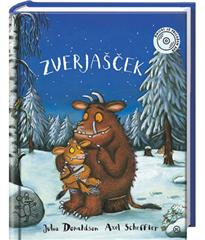 ZVERJAŠČEK
Julia Donaldson Axel Scheffler